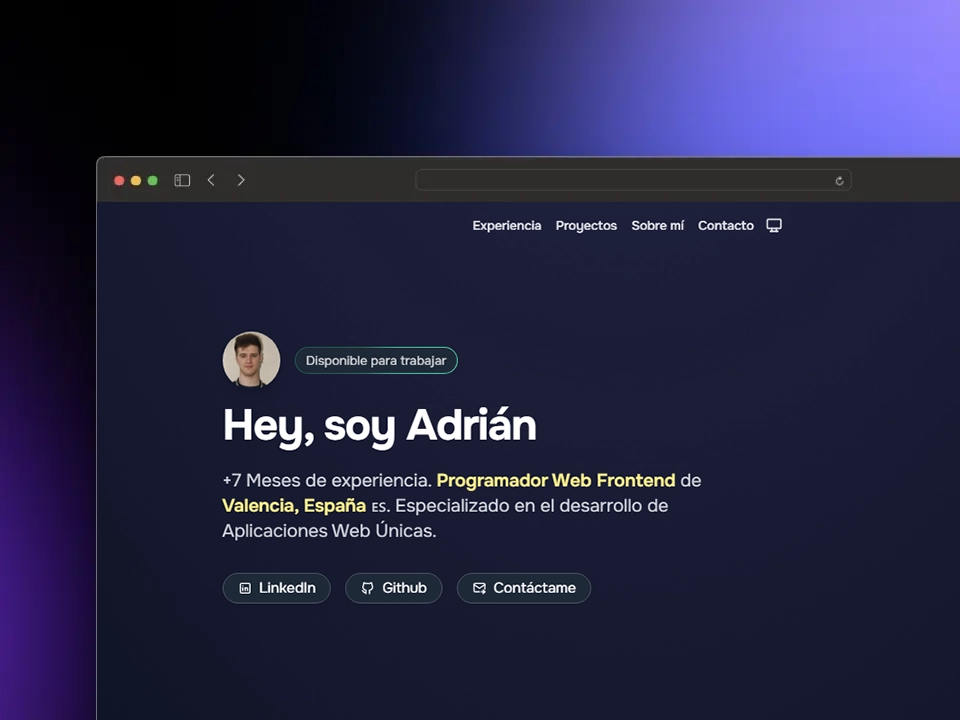 Experiencia Proyectos Sobre mí Contacto
Disponible para trabajar
Hey, soy Adrián
+7 Meses de experiencia. Programador Web Frontend de
Valencia, España ES. Especializado en el desarrollo de
Aplicaciones Web Únicas.
LinkedIn Github Contáctame